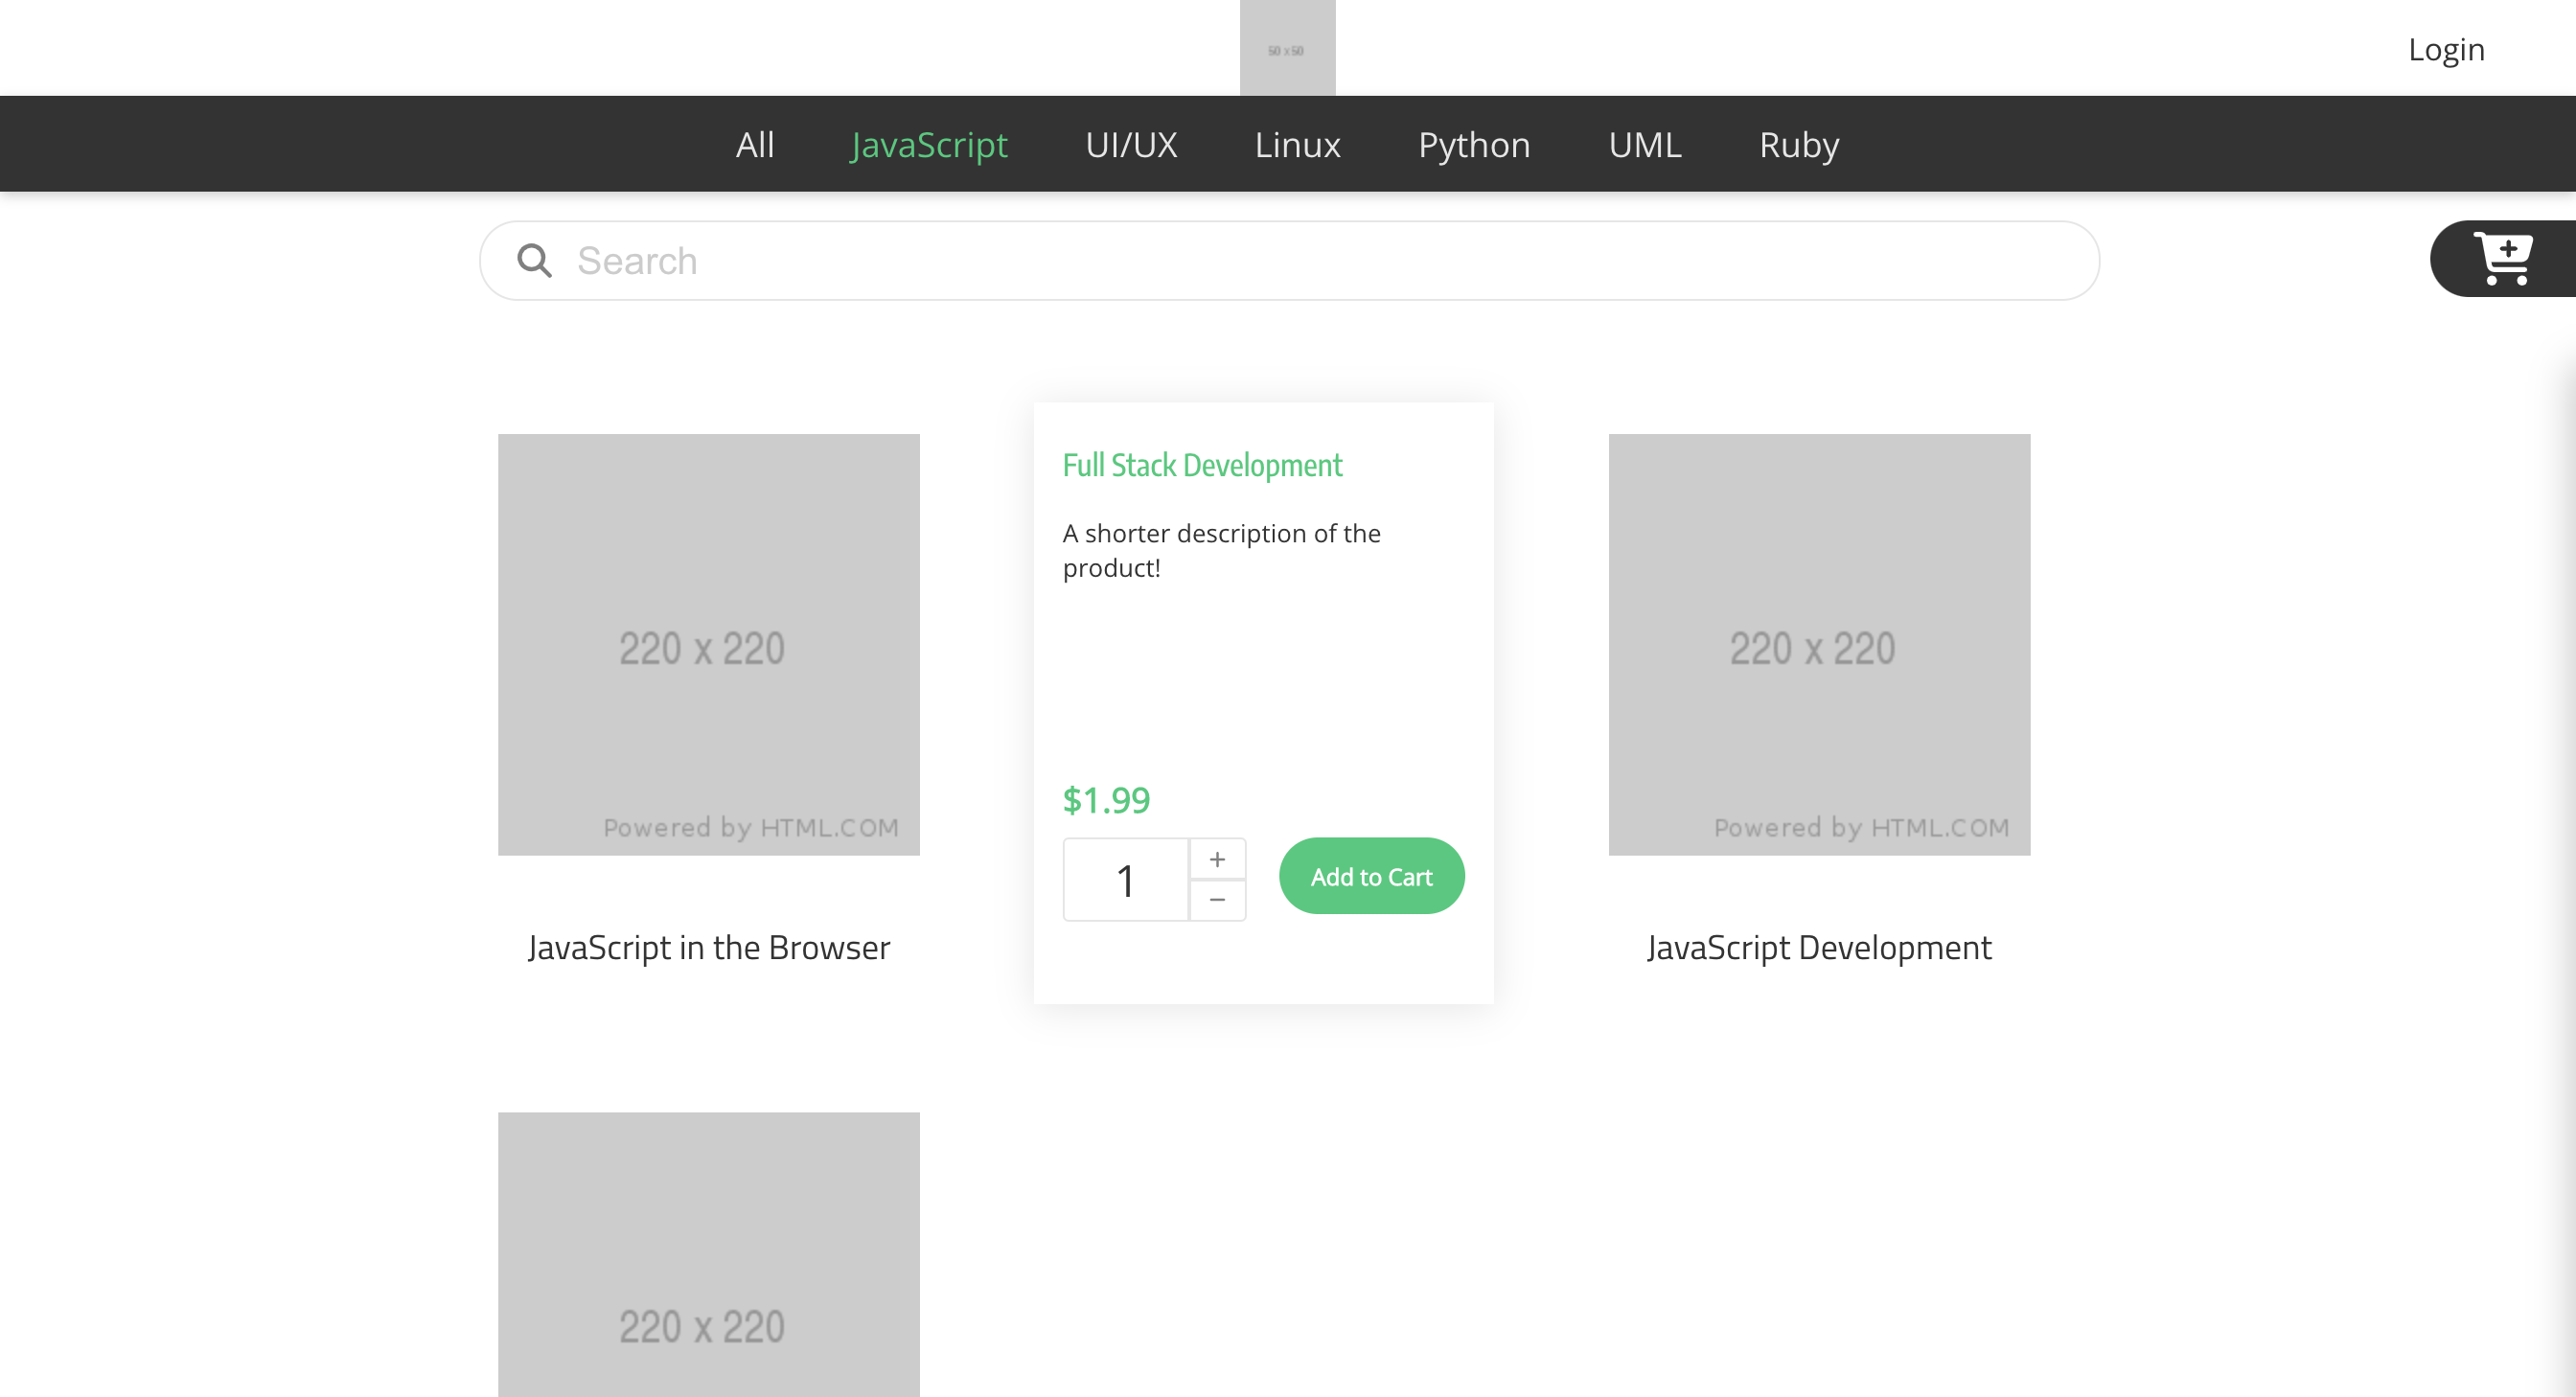 50 x 50
Login
All JavaScript UI/UX Linux Python UML Ruby
Search
220 x 220
Powered by HTML.COM
JavaScript in the Browser
Full Stack Development
A shorter description of the
product!
$1.99
1
+
−
Add to Cart
220 x 220
Powered by HTML.COM
JavaScript Development
220 x 220